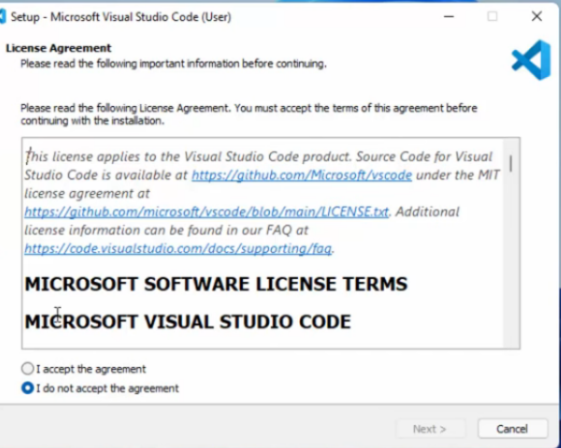 Setup - Microsoft Visual Studio Code (User)
License Agreement
Please read the following important information before continuing.
Please read the following License Agreement. You must accept the terms of this agreement before
continuing with the installation.
This license applies to the Visual Studio Code product. Source Code for Visual
Studio Code is available at https://github.com/Microsoft/vscode under the MIT
license agreement at
https://github.com/microsoft/vscode/blob/main/LICENSE.txt. Additional
license information can be found in our FAQ at
https://code.visualstudio.com/docs/supporting/faq.
MICROSOFT SOFTWARE LICENSE TERMS
MICROSOFT VISUAL STUDIO CODE
I accept the agreement
I do not accept the agreement
Next >
Cancel